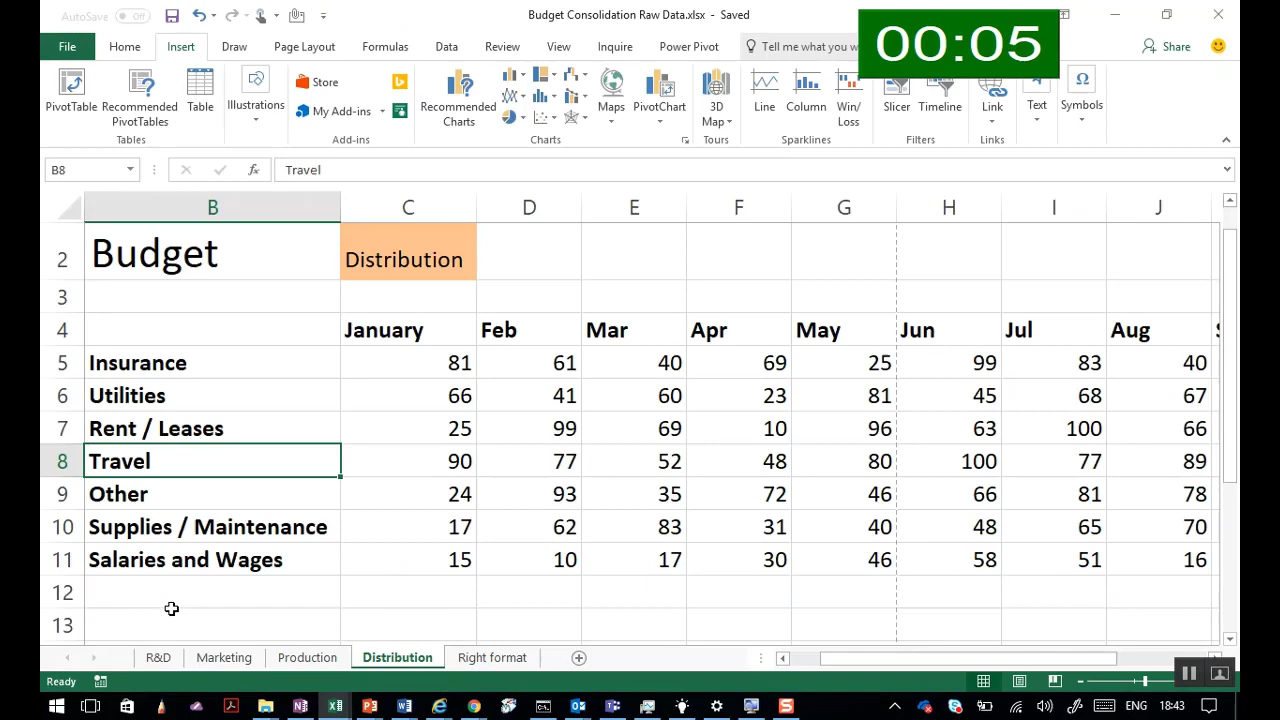 AutoSave Off
Budget Consolidation Raw Data.xlsx - Saved
00:05
File Home Insert Draw Page Layout Formulas Data Review View Inquire Power Pivot Tell me what you w Share
PivotTable Recommended PivotTables Table Illustrations Store My Add-ins Recommended Charts Maps PivotChart 3D Map Line Column Win/ Loss Slicer Timeline Link Text Symbols
Tables Add-ins Charts Tours Sparklines Filters Links
B8 fx Travel
B C D E F G H I J
2 Budget Distribution
3
4 January Feb Mar Apr May Jun Jul Aug
5 Insurance 81 61 40 69 25 99 83 40
6 Utilities 66 41 60 23 81 45 68 67
7 Rent / Leases 25 99 69 10 96 63 100 66
8 Travel 90 77 52 48 80 100 77 89
9 Other 24 93 35 72 46 66 81 78
10 Supplies / Maintenance 17 62 83 31 40 48 65 70
11 Salaries and Wages 15 10 17 30 46 58 51 16
12
13
R&D Marketing Production Distribution Right format
Ready
ENG 18:43